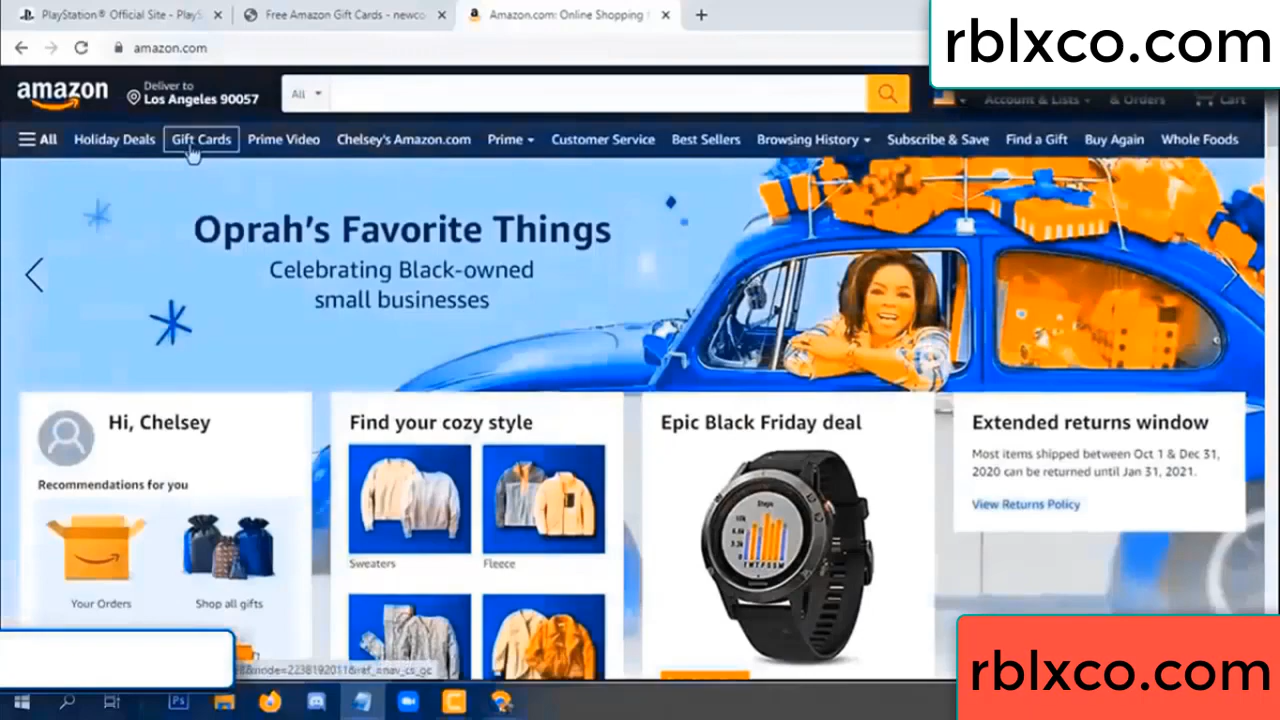 PlayStation® Official Site - PlayS
Free Amazon Gift Cards - newco
Amazon.com: Online Shopping
amazon.com
rblxco.com
amazon
Deliver to
Los Angeles 90057
All
Account & Lists
& Orders
Cart
All
Holiday Deals
Gift Cards
Prime Video
Chelsey's Amazon.com
Prime
Customer Service
Best Sellers
Browsing History
Subscribe & Save
Find a Gift
Buy Again
Whole Foods
Oprah's Favorite Things
Celebrating Black-owned
small businesses
Hi, Chelsey
Recommendations for you
Your Orders
Shop all gifts
Find your cozy style
Sweaters
Fleece
Epic Black Friday deal
Steps
Extended returns window
Most items shipped between Oct 1 & Dec 31,
2020 can be returned until Jan 31, 2021.
View Returns Policy
Ps
rblxco.com